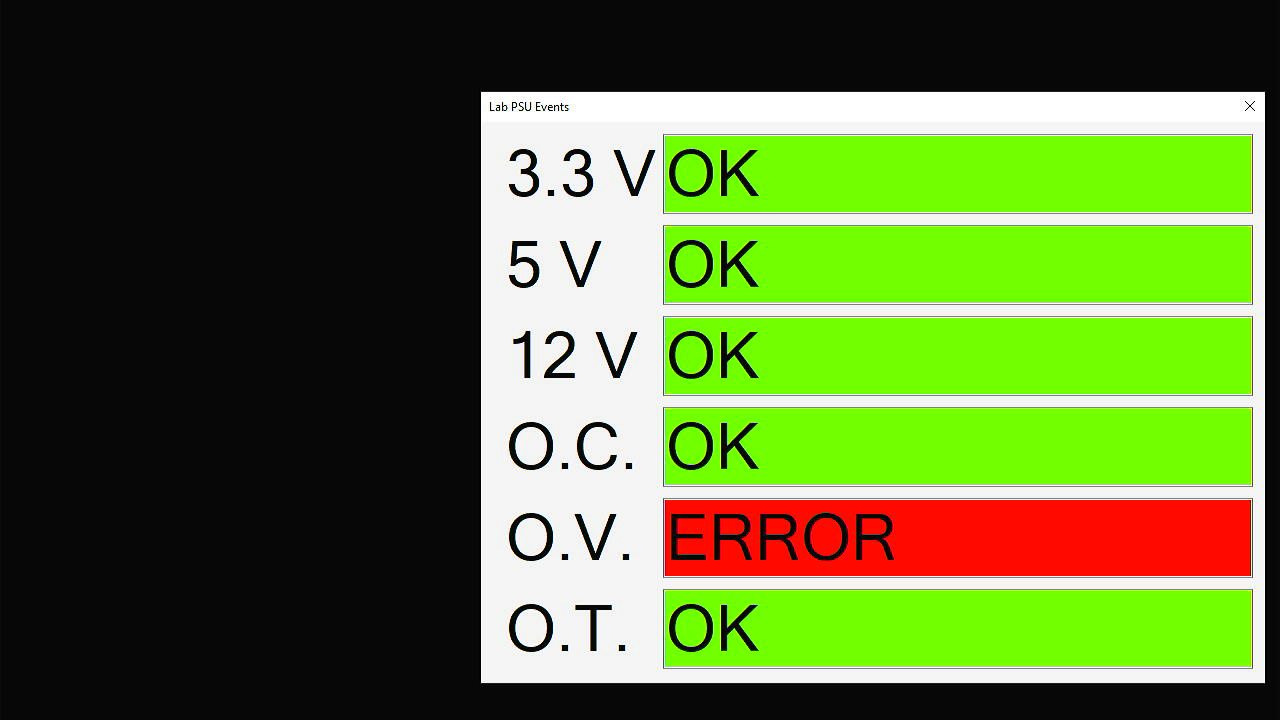 Lab PSU Events
3.3 V OK
5 V OK
12 V OK
O.C. OK
O.V. ERROR
O.T. OK